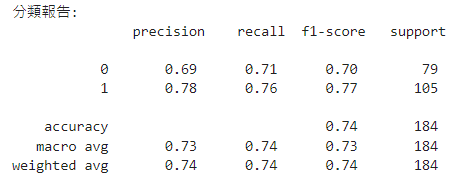 分類報告:
precision recall f1-score support
0 0.69 0.71 0.70 79
1 0.78 0.76 0.77 105
accuracy 0.74 184
macro avg 0.73 0.74 0.73 184
weighted avg 0.74 0.74 0.74 184